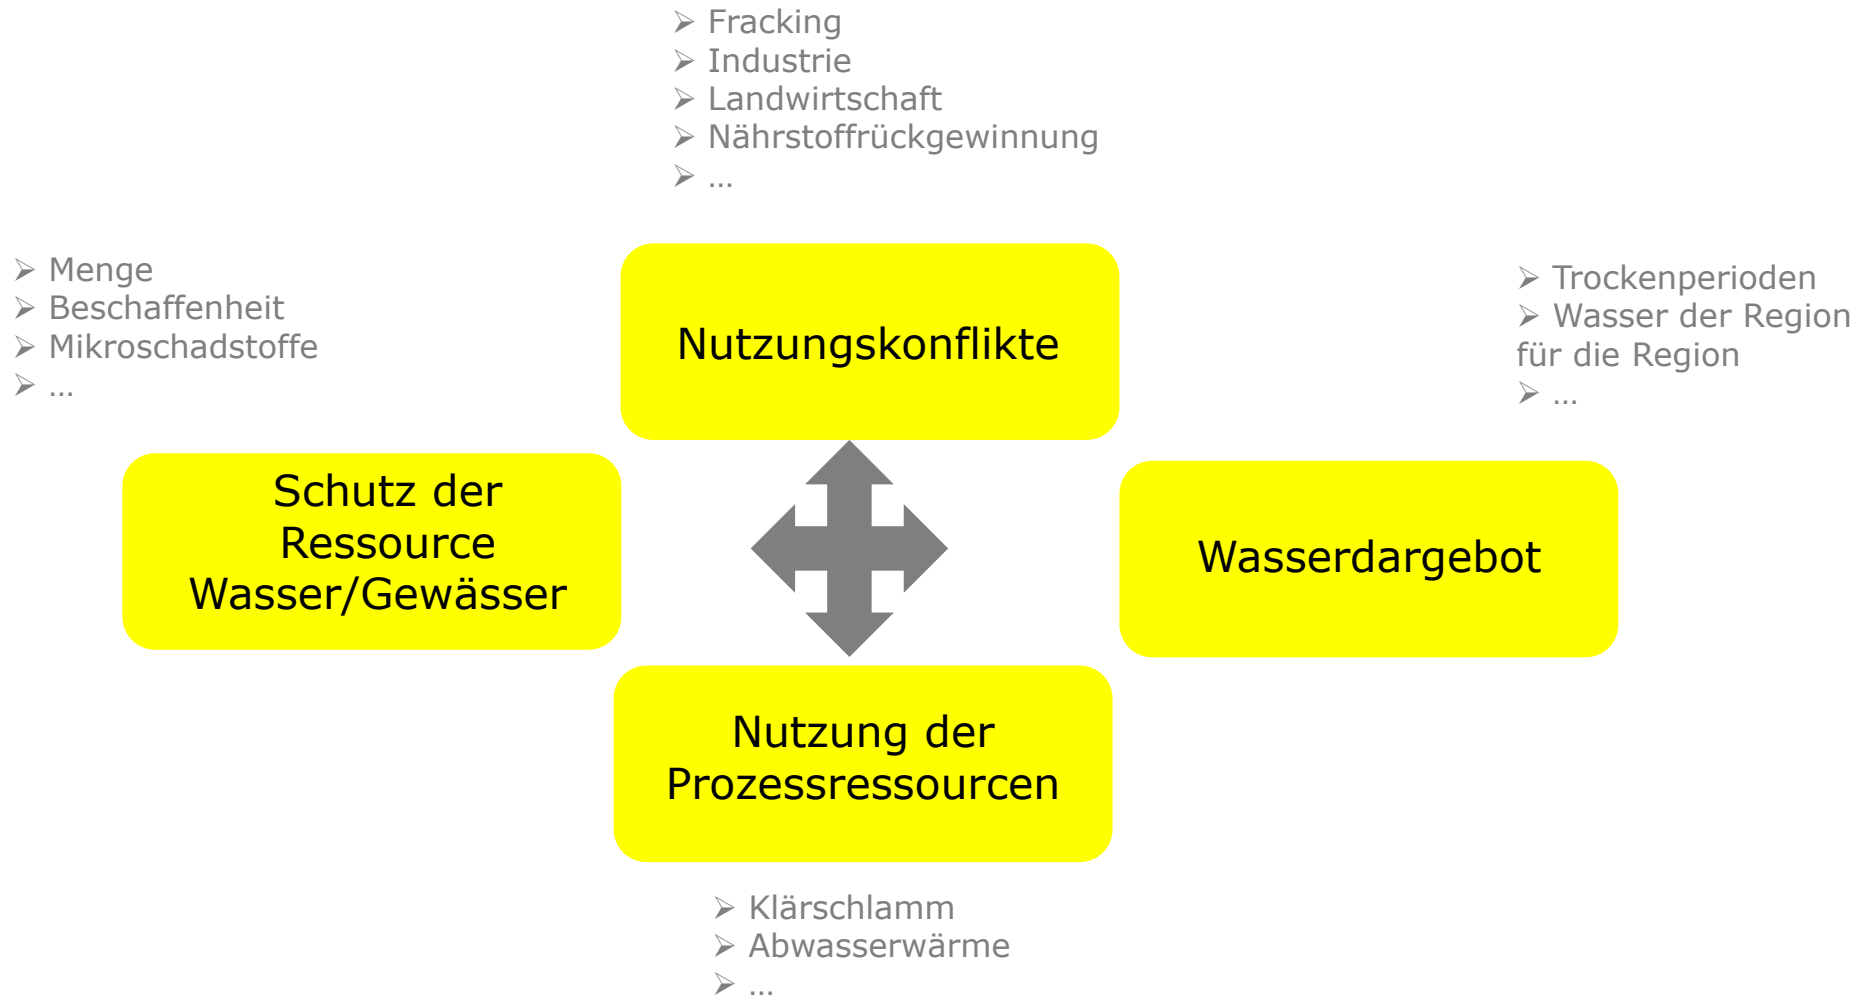 ➢ Fracking
➢ Industrie
➢ Landwirtschaft
➢ Nährstoffrückgewinnung
➢ ...
➢ Menge
➢ Beschaffenheit
➢ Mikroschadstoffe
➢ ...
Nutzungskonflikte
➢ Trockenperioden
➢ Wasser der Region
für die Region
➢ ...
Schutz der
Ressource
Wasser/Gewässer
Wasserdargebot
Nutzung der
Prozessressourcen
➢ Klärschlamm
➢ Abwasserwärme
➢ ...